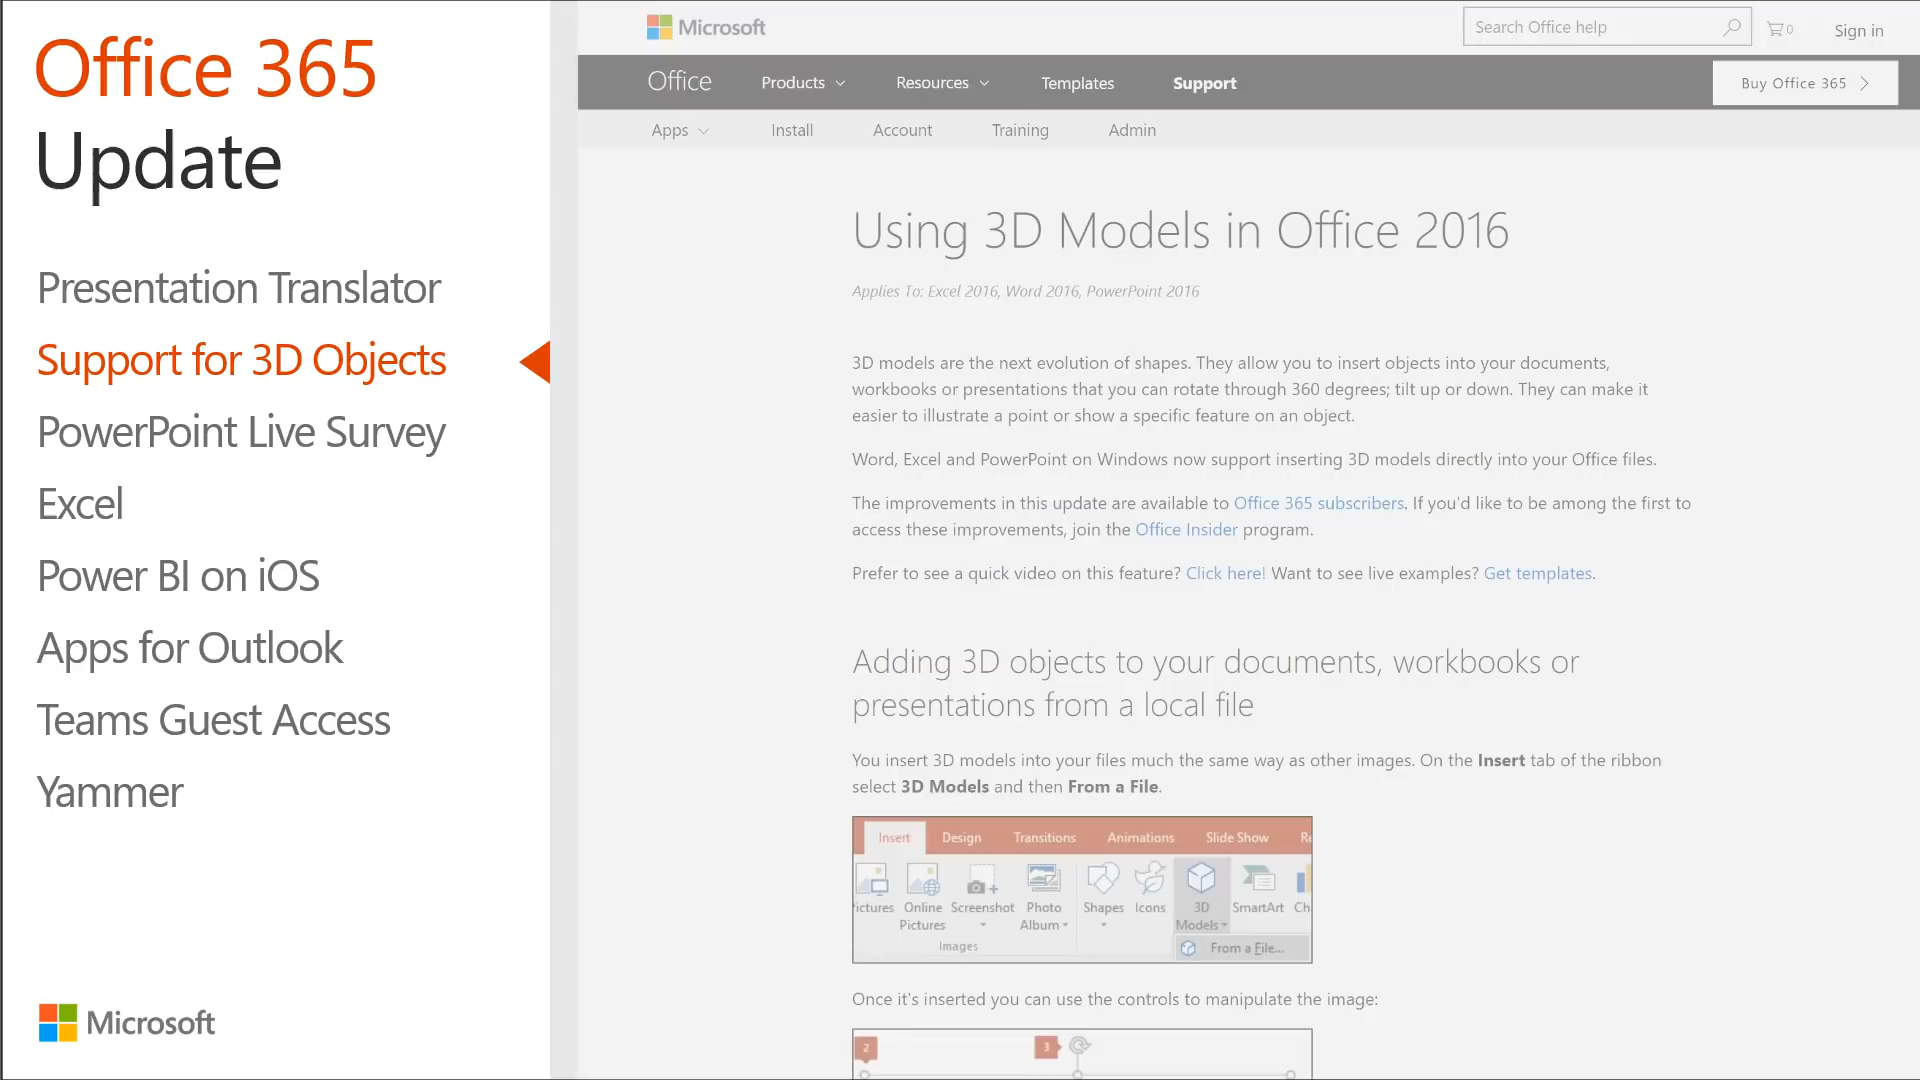 Office 365
Update
Presentation Translator
Support for 3D Objects
PowerPoint Live Survey
Excel
Power BI on iOS
Apps for Outlook
Teams Guest Access
Yammer
Microsoft
Microsoft
Search Office help
0
Sign in
Office
Products
Resources
Templates
Support
Buy Office 365
Apps
Install
Account
Training
Admin
Using 3D Models in Office 2016
Applies To: Excel 2016, Word 2016, PowerPoint 2016
3D models are the next evolution of shapes. They allow you to insert objects into your documents,
workbooks or presentations that you can rotate through 360 degrees; tilt up or down. They can make it
easier to illustrate a point or show a specific feature on an object.
Word, Excel and PowerPoint on Windows now support inserting 3D models directly into your Office files.
The improvements in this update are available to Office 365 subscribers. If you'd like to be among the first to
access these improvements, join the Office Insider program.
Prefer to see a quick video on this feature? Click here! Want to see live examples? Get templates.
Adding 3D objects to your documents, workbooks or
presentations from a local file
You insert 3D models into your files much the same way as other images. On the Insert tab of the ribbon
select 3D Models and then From a File.
Insert Design Transitions Animations Slide Show Re
ictures Online Screenshot Photo Shapes Icons 3D SmartArt Ch
Pictures Album Models
Images From a File...
Once it's inserted you can use the controls to manipulate the image:
2 3